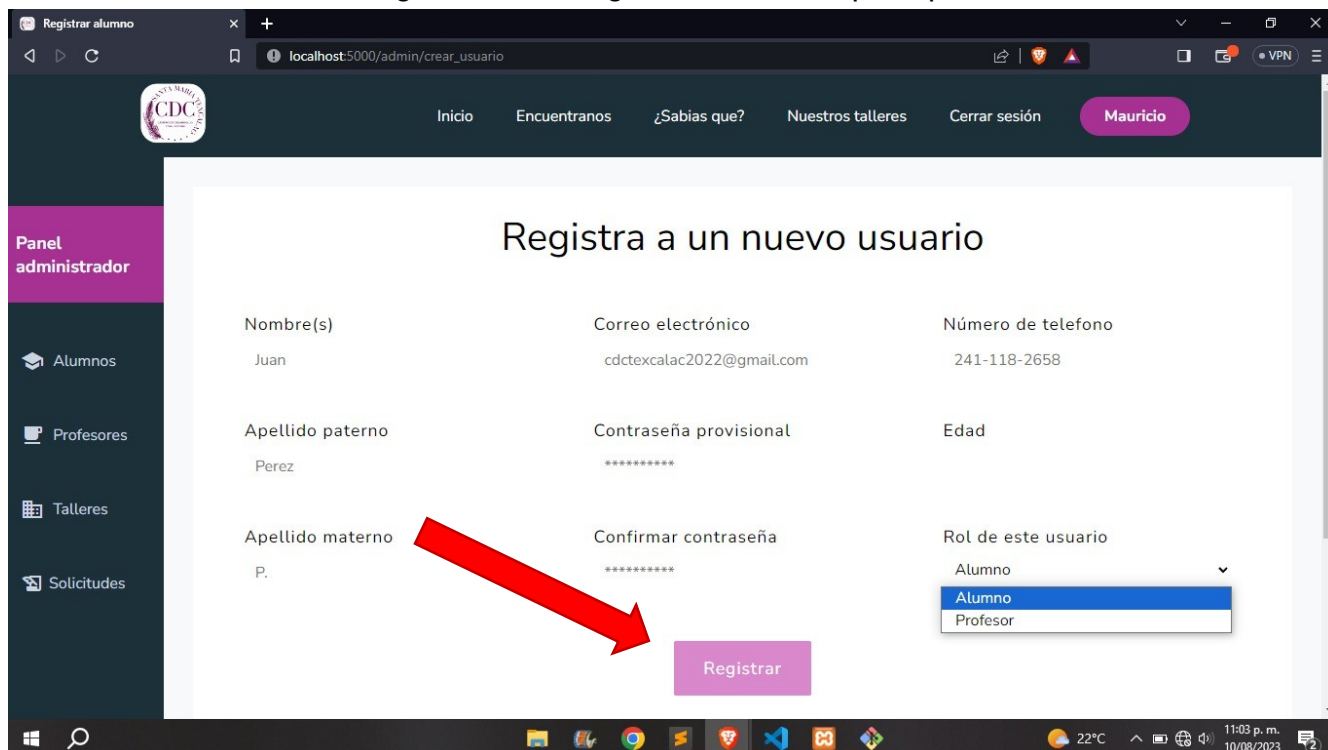 Registrar alumno
localhost:5000/admin/crear_usuario
VPN
CDC
Inicio
Encuentranos
¿Sabias que?
Nuestros talleres
Cerrar sesión
Mauricio
Panel
administrador
Alumnos
Profesores
Talleres
Solicitudes
Registra a un nuevo usuario
Nombre(s)
Correo electrónico
Número de telefono
Juan
cdctexcalac2022@gmail.com
241-118-2658
Apellido paterno
Contraseña provisional
Edad
Perez
**********
Apellido materno
Confirmar contraseña
Rol de este usuario
P.
**********
Alumno
Alumno
Profesor
Registrar
22°C
11:03 p. m.
10/08/2023
2